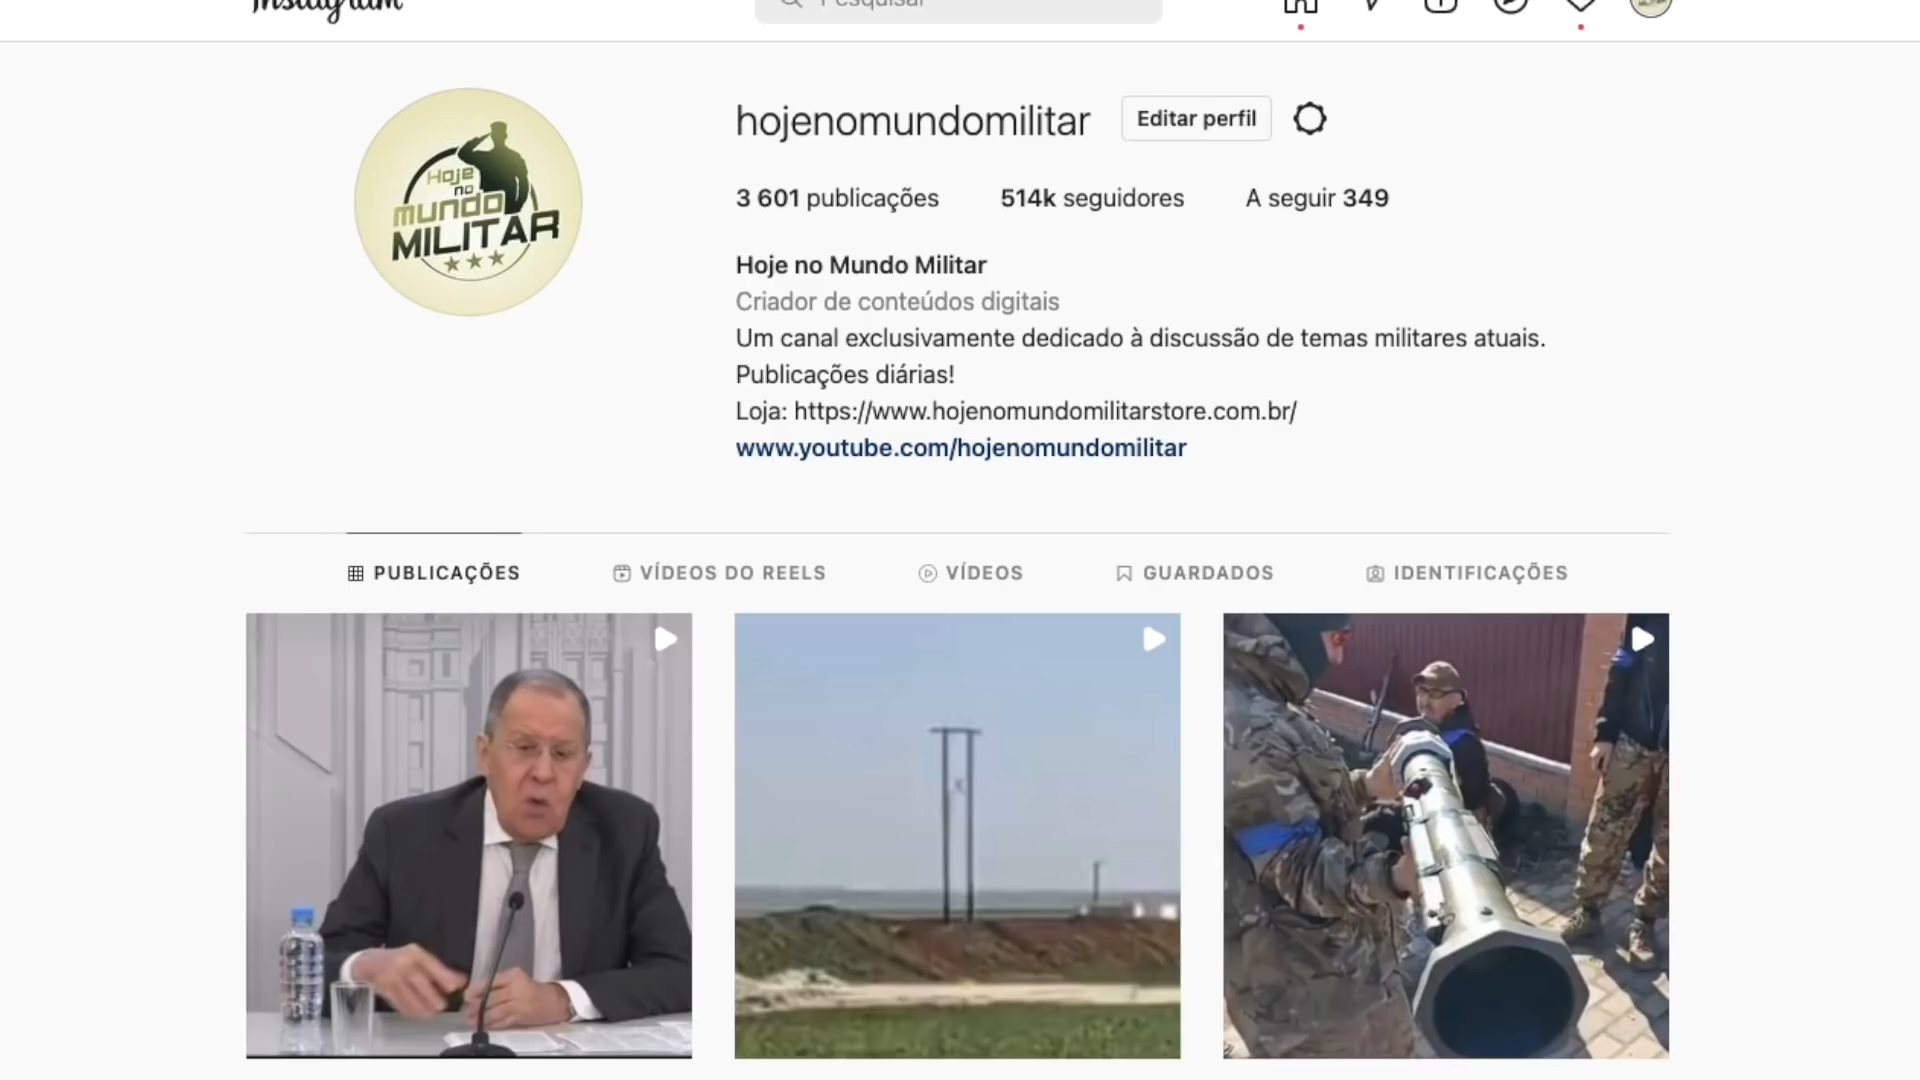 Instagram
Pesquisar
hojenomundomilitar
Editar perfil
3 601 publicações
514k seguidores
A seguir 349
Hoje no Mundo Militar
Criador de conteúdos digitais
Um canal exclusivamente dedicado à discussão de temas militares atuais.
Publicações diárias!
Loja: https://www.hojenomundomilitarstore.com.br/
www.youtube.com/hojenomundomilitar
Hoje
no
mundo
MILITAR
PUBLICAÇÕES
VÍDEOS DO REELS
VÍDEOS
GUARDADOS
IDENTIFICAÇÕES